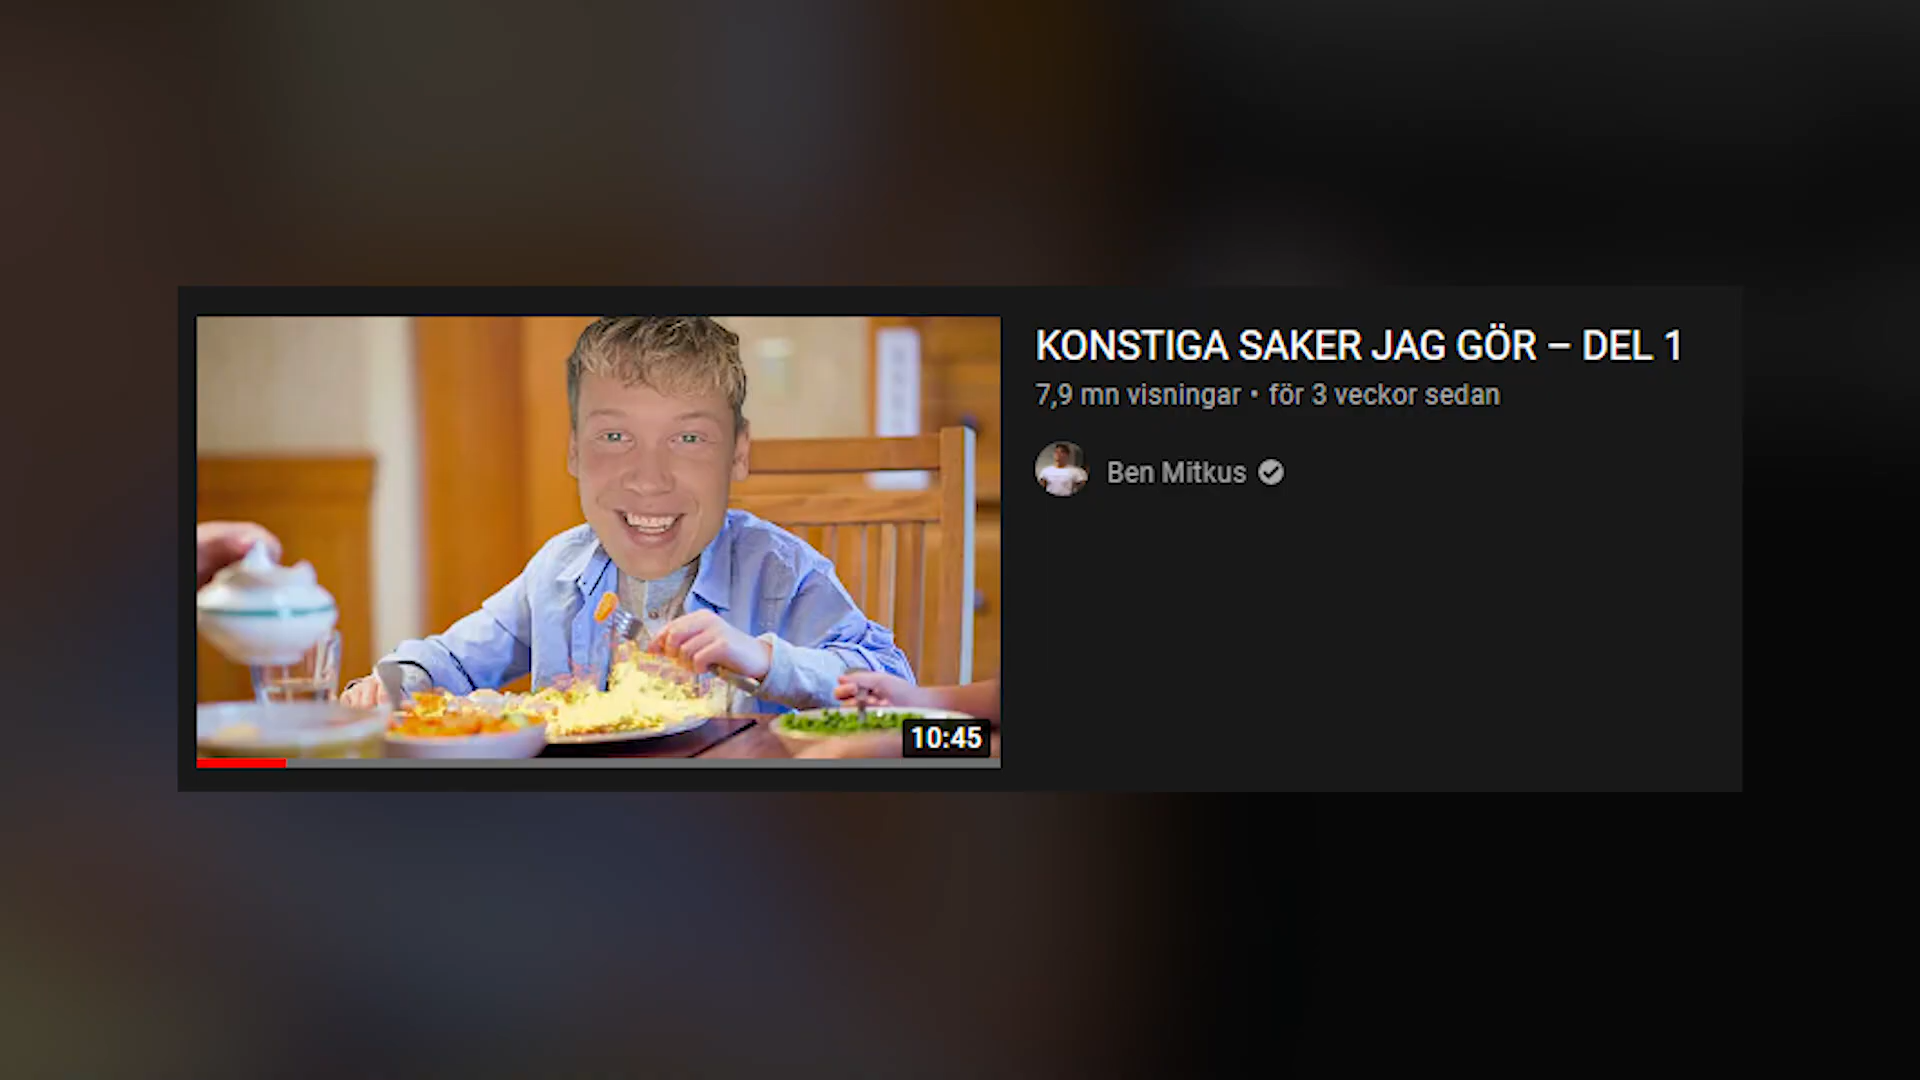 KONSTIGA SAKER JAG GÖR – DEL 1
7,9 mn visningar • för 3 veckor sedan
Ben Mitkus
10:45